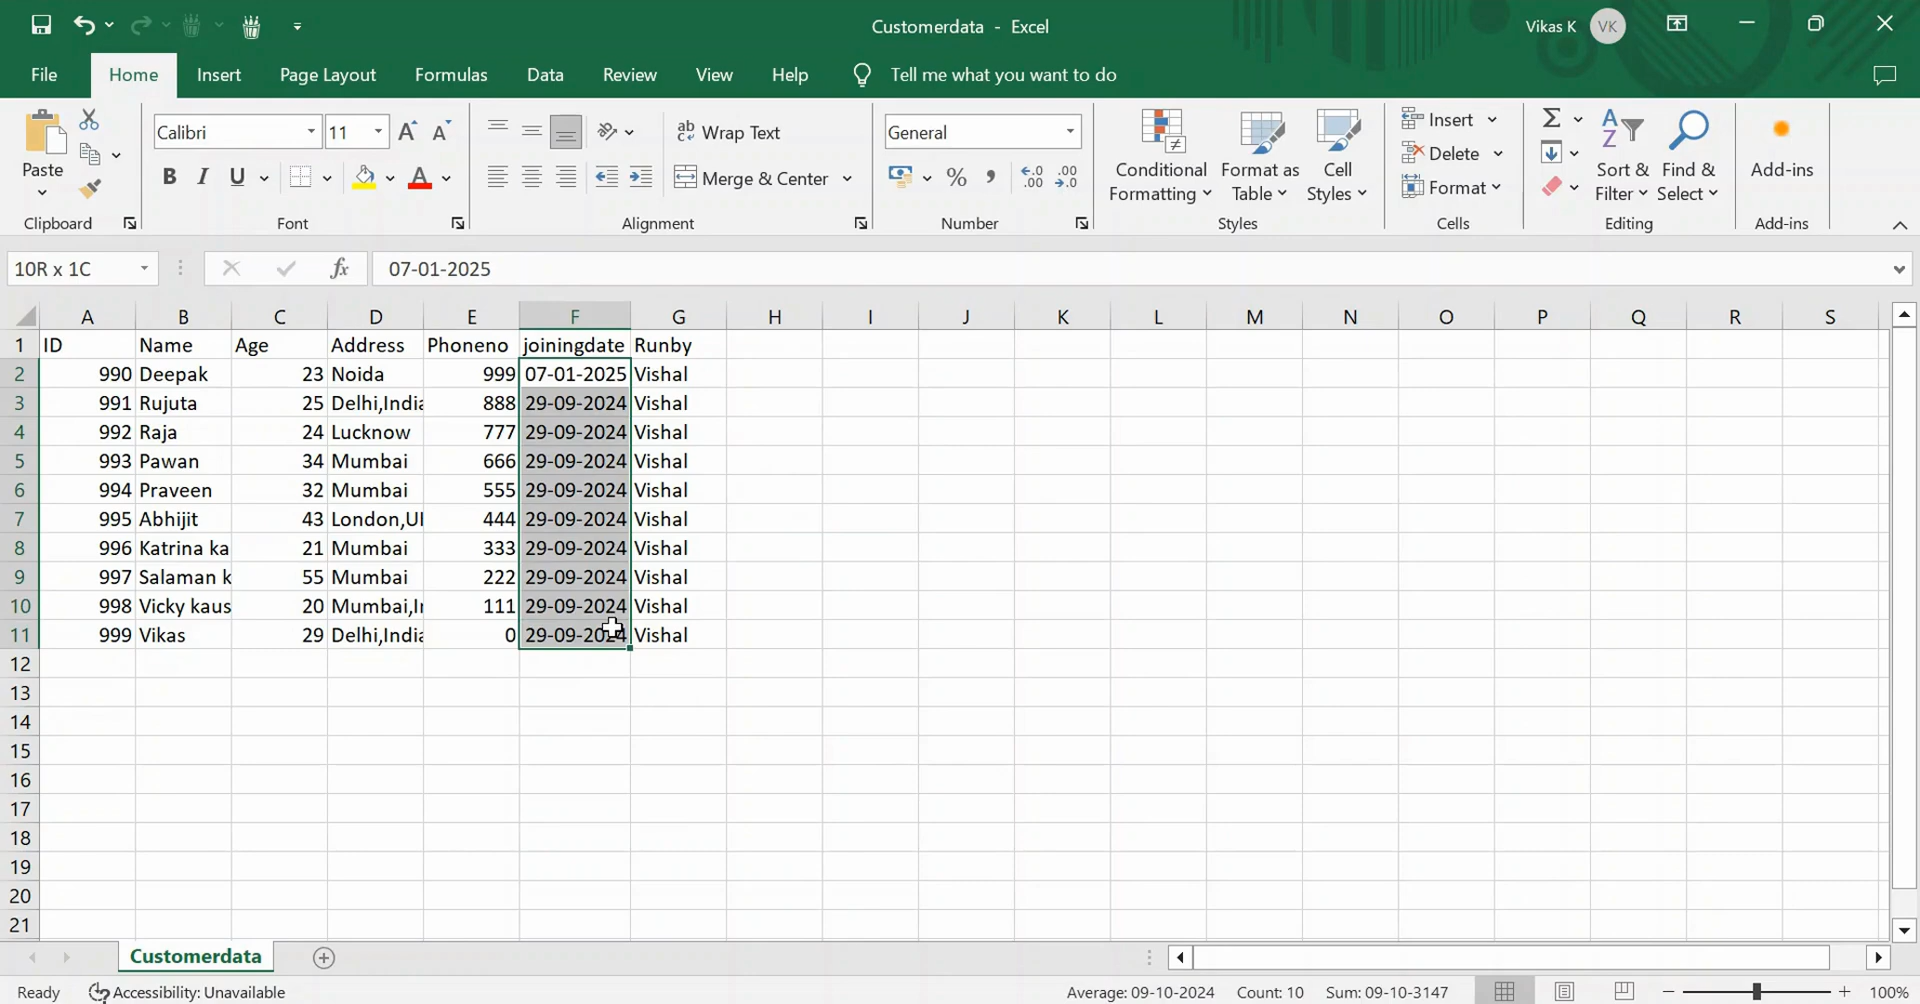 Customerdata - Excel
Vikas K VK
File Home Insert Page Layout Formulas Data Review View Help Tell me what you want to do
Paste
Clipboard
Calibri 11 A A
B I U A
Font
ab Wrap Text
Merge & Center
Alignment
General
% , .00 .00
Number
Conditional Formatting
Format as Table
Cell Styles
Styles
Insert
Delete
Format
Cells
Sort & Filter
Find & Select
Editing
Add-ins
Add-ins
10R x 1C fx 07-01-2025
A B C D E F G H I J K L M N O P Q R S
1 ID Name Age Address Phoneno joiningdate Runby
2 990 Deepak 23 Noida 999 07-01-2025 Vishal
3 991 Rujuta 25 Delhi,India 888 29-09-2024 Vishal
4 992 Raja 24 Lucknow 777 29-09-2024 Vishal
5 993 Pawan 34 Mumbai 666 29-09-2024 Vishal
6 994 Praveen 32 Mumbai 555 29-09-2024 Vishal
7 995 Abhijit 43 London,UI 444 29-09-2024 Vishal
8 996 Katrina ka 21 Mumbai 333 29-09-2024 Vishal
9 997 Salaman k 55 Mumbai 222 29-09-2024 Vishal
10 998 Vicky kaus 20 Mumbai,Ir 111 29-09-2024 Vishal
11 999 Vikas 29 Delhi,India 0 29-09-2024 Vishal
12
13
14
15
16
17
18
19
20
21
Customerdata
Ready Accessibility: Unavailable Average: 09-10-2024 Count: 10 Sum: 09-10-3147 100%